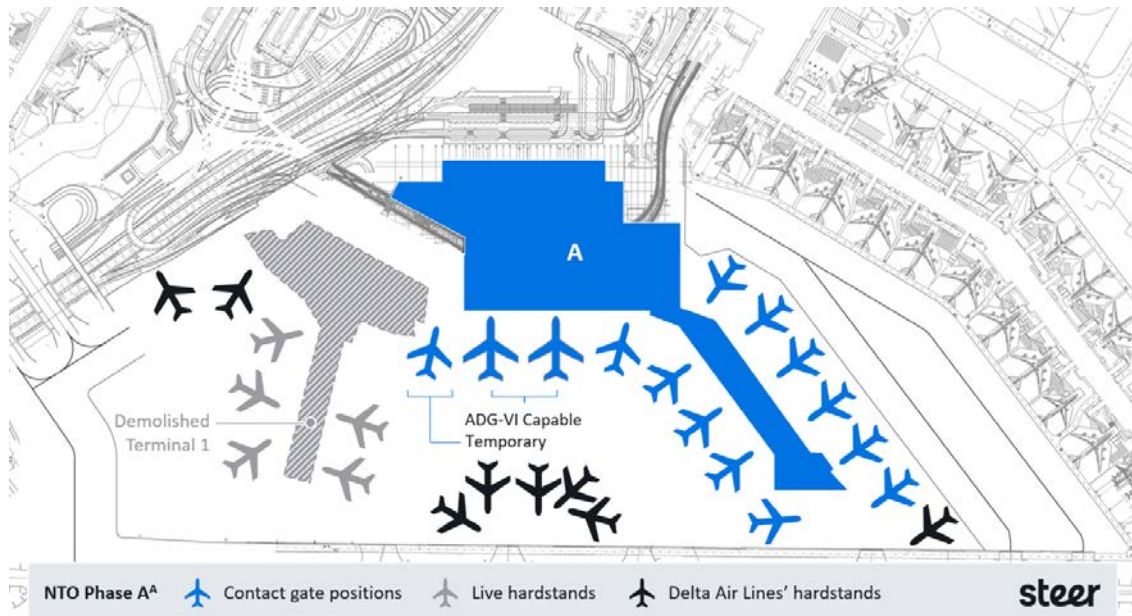 A
Demolished
Terminal 1
ADG-VI Capable
Temporary
NTO Phase Aᴬ
Contact gate positions
Live hardstands
Delta Air Lines’ hardstands
steer